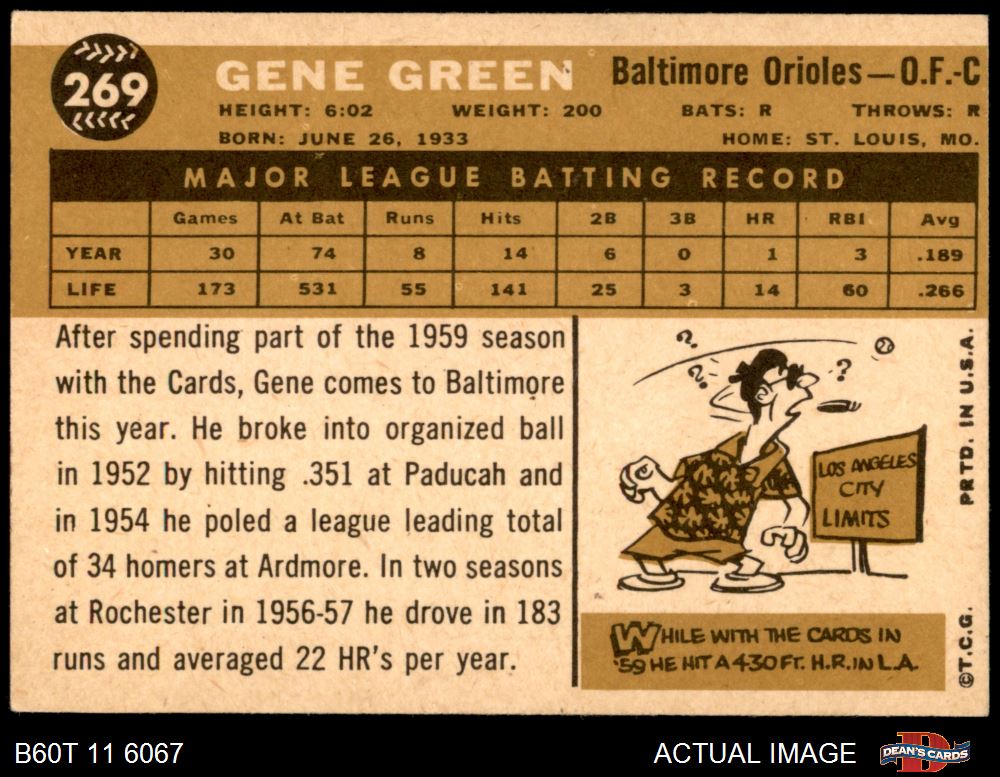 269
GENE GREEN Baltimore Orioles—O.F.-C
HEIGHT: 6:02 WEIGHT: 200 BATS: R THROWS: R
BORN: JUNE 26, 1933 HOME: ST. LOUIS, MO.
MAJOR LEAGUE BATTING RECORD
Games At Bat Runs Hits 2B 3B HR RBI Avg
YEAR 30 74 8 14 6 0 1 3 .189
LIFE 173 531 55 141 25 3 14 60 .266
After spending part of the 1959 season
with the Cards, Gene comes to Baltimore
this year. He broke into organized ball
in 1952 by hitting .351 at Paducah and
in 1954 he poled a league leading total
of 34 homers at Ardmore. In two seasons
at Rochester in 1956-57 he drove in 183
runs and averaged 22 HR's per year.
? ? ?
LOS ANGELES
CITY
LIMITS
WHILE WITH THE CARDS IN
'59 HE HIT A 430 FT. H.R. IN L.A.
PRTD. IN U.S.A.
©T.C.G.
B60T 11 6067 ACTUAL IMAGE DEAN'S CARDS